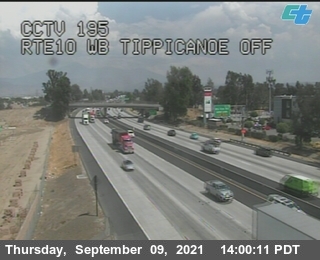 CCTV 195
RTE10 WB TIPPICANOE OFF
Thursday, September 09, 2021 14:00:11 PDT